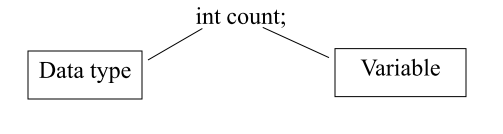 int count;
Data type
Variable